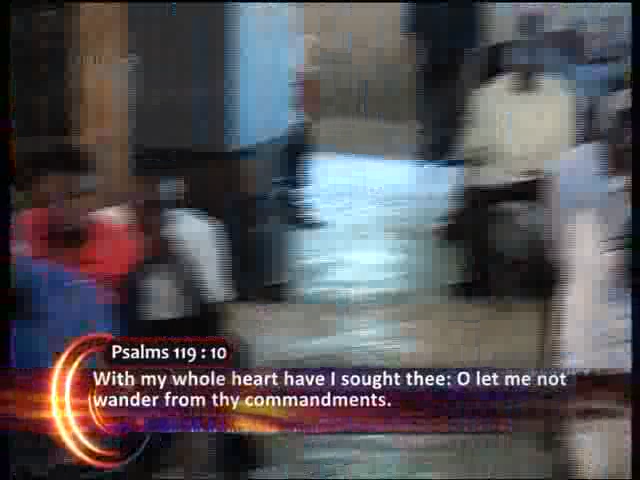 Psalms 119 : 10
With my whole heart have I sought thee: O let me not
wander from thy commandments.